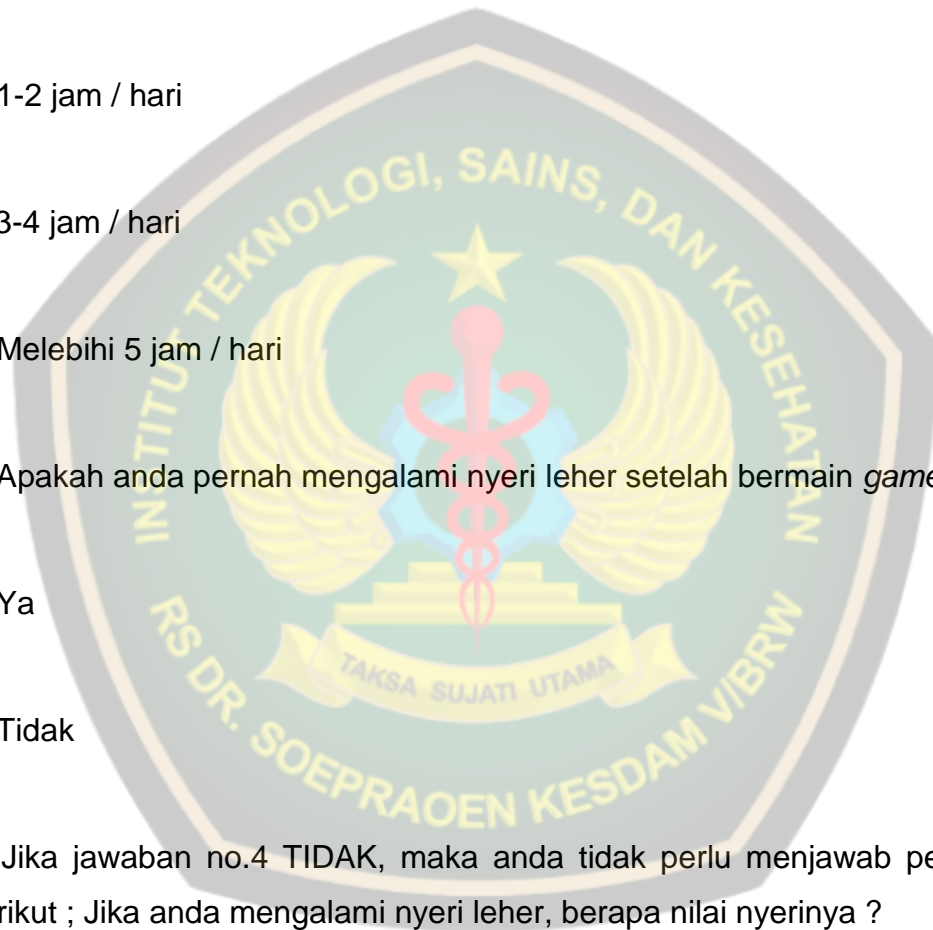 1-2 jam / hari
3-4 jam / hari
Melebihi 5 jam / hari
Apakah anda pernah mengalami nyeri leher setelah bermain game
Ya
Tidak
Jika jawaban no.4 TIDAK, maka anda tidak perlu menjawab pe
rikut ; Jika anda mengalami nyeri leher, berapa nilai nyerinya ?
INSTITUT TEKNOLOGI, SAINS, DAN KESEHATAN
TAKSA SUJATI UTAMA
RS DR. SOEPRAOEN KESDAM V/BRW